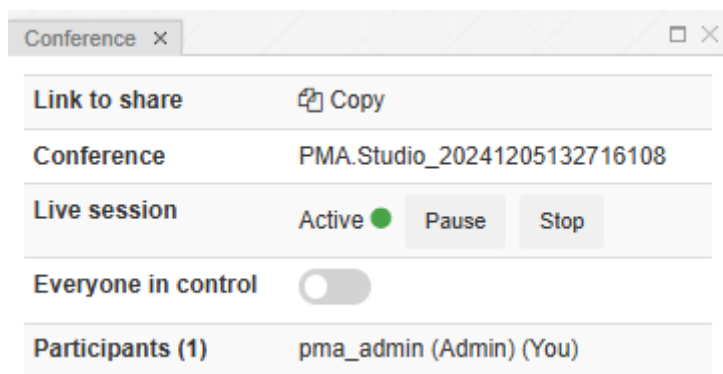 Conference ×
Link to share Copy
Conference PMA.Studio_20241205132716108
Live session Active Pause Stop
Everyone in control
Participants (1) pma_admin (Admin) (You)